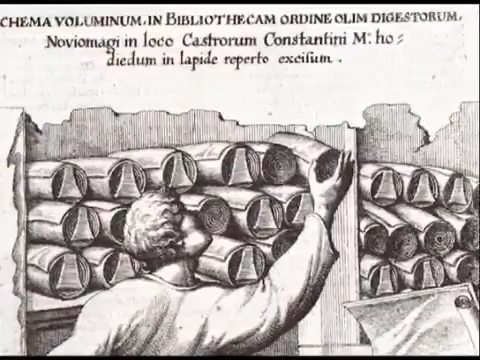 CHEMA VOLUMINUM, IN BIBLIOTHECAM ORDINE OLIM DIGESTORUM,
Noviomagi in loco Castrorum Constantini M. ho⸗
diedum in lapide reperto excisum.